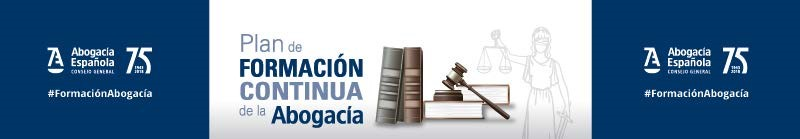 Abogacía
Española
CONSEJO GENERAL
75
1943
2018
#FormaciónAbogacía
Plan de
FORMACIÓN
CONTINUA
de la Abogacía
Abogacía
Española
CONSEJO GENERAL
75
1943
2018
#FormaciónAbogacía